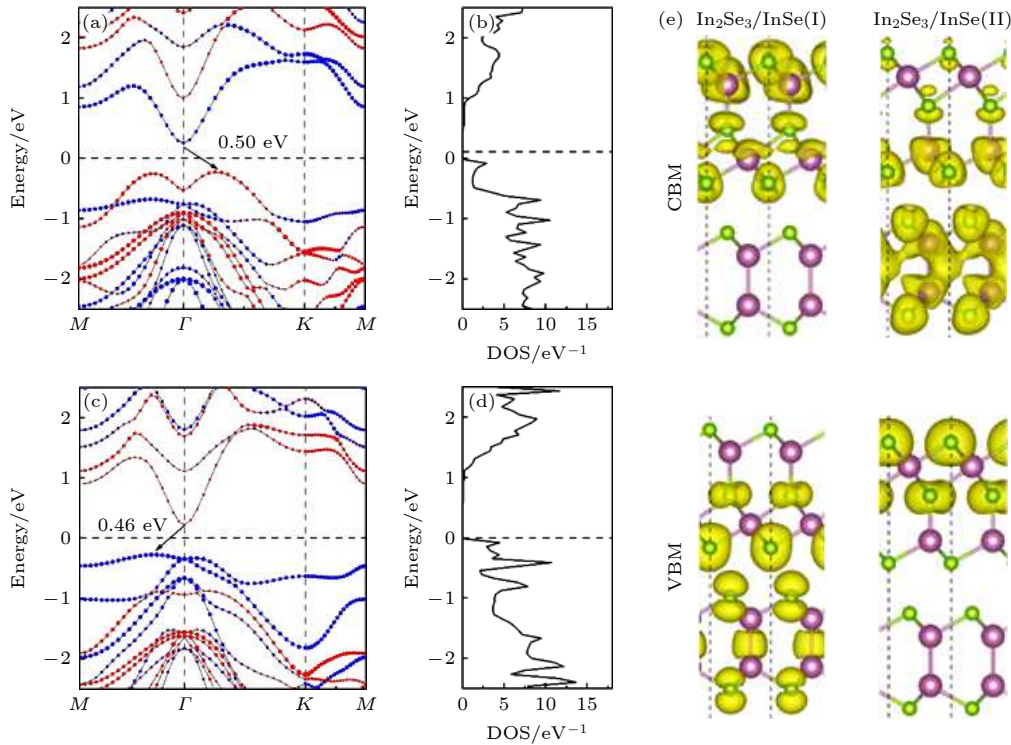 (a)
2
1
0
−1
−2
Energy/eV
0.50 eV
M Γ K M
(b)
2
1
0
−1
−2
Energy/eV
0 5 10 15
DOS/eV⁻¹
(c)
2
1
0
−1
−2
Energy/eV
0.46 eV
M Γ K M
(d)
2
1
0
−1
−2
Energy/eV
0 5 10 15
DOS/eV⁻¹
(e) In₂Se₃/InSe(I) In₂Se₃/InSe(II)
CBM
VBM